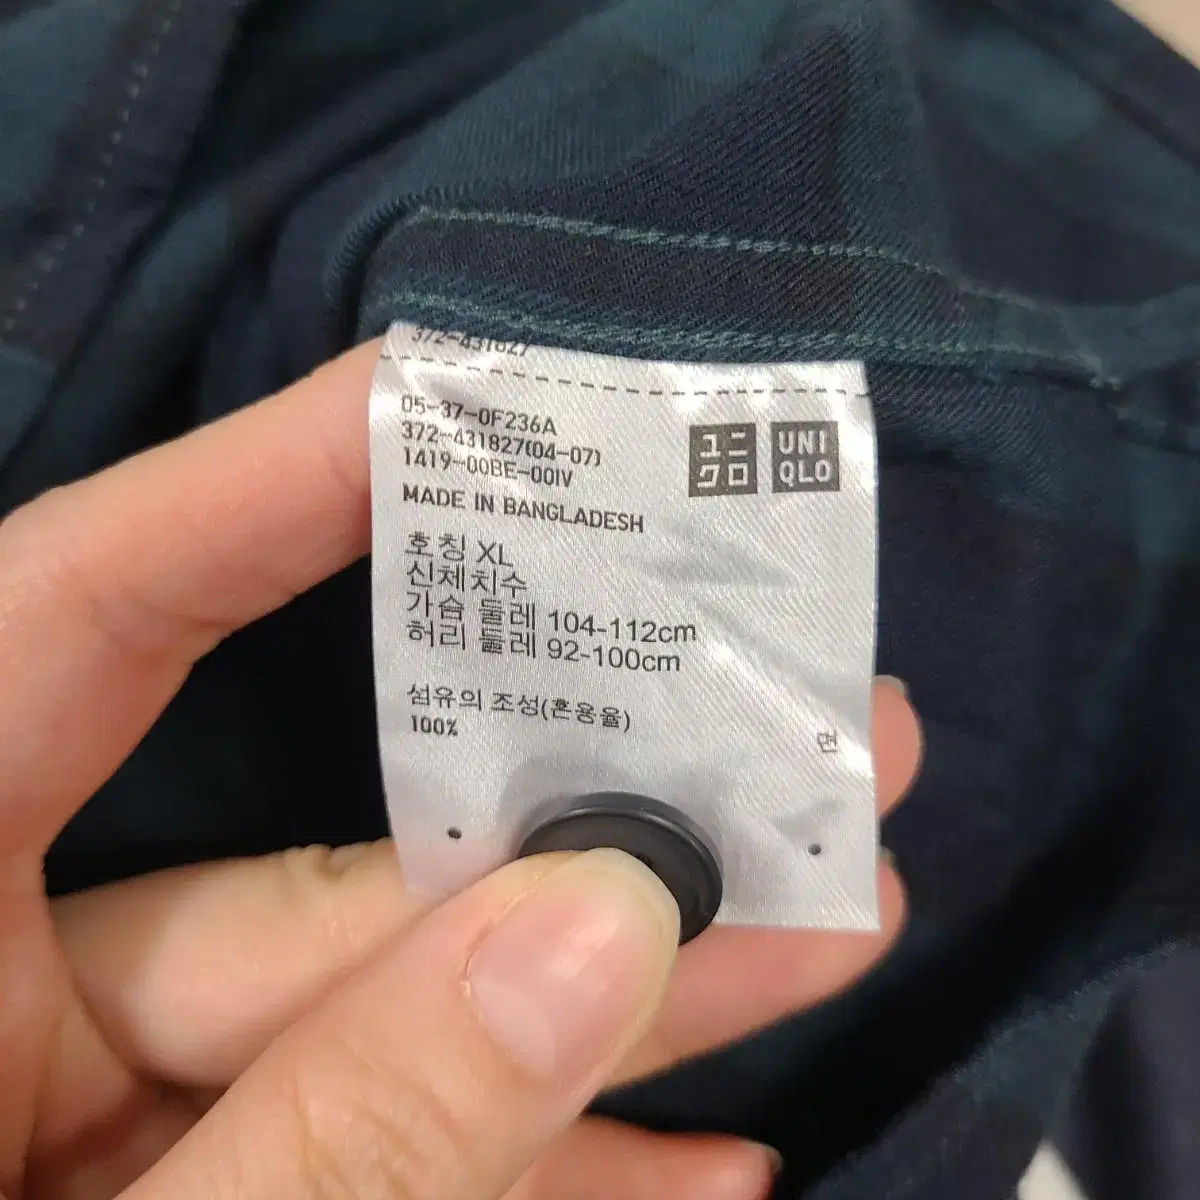 372-431827
05-37-0F236A
372-431827(04-07)
1419-00BE-00IV
MADE IN BANGLADESH
ユニ
クロ
UNI
QLO
호칭 XL
신체치수
가슴 둘레 104-112cm
허리 둘레 92-100cm
섬유의 조성(혼용율)
100% 면